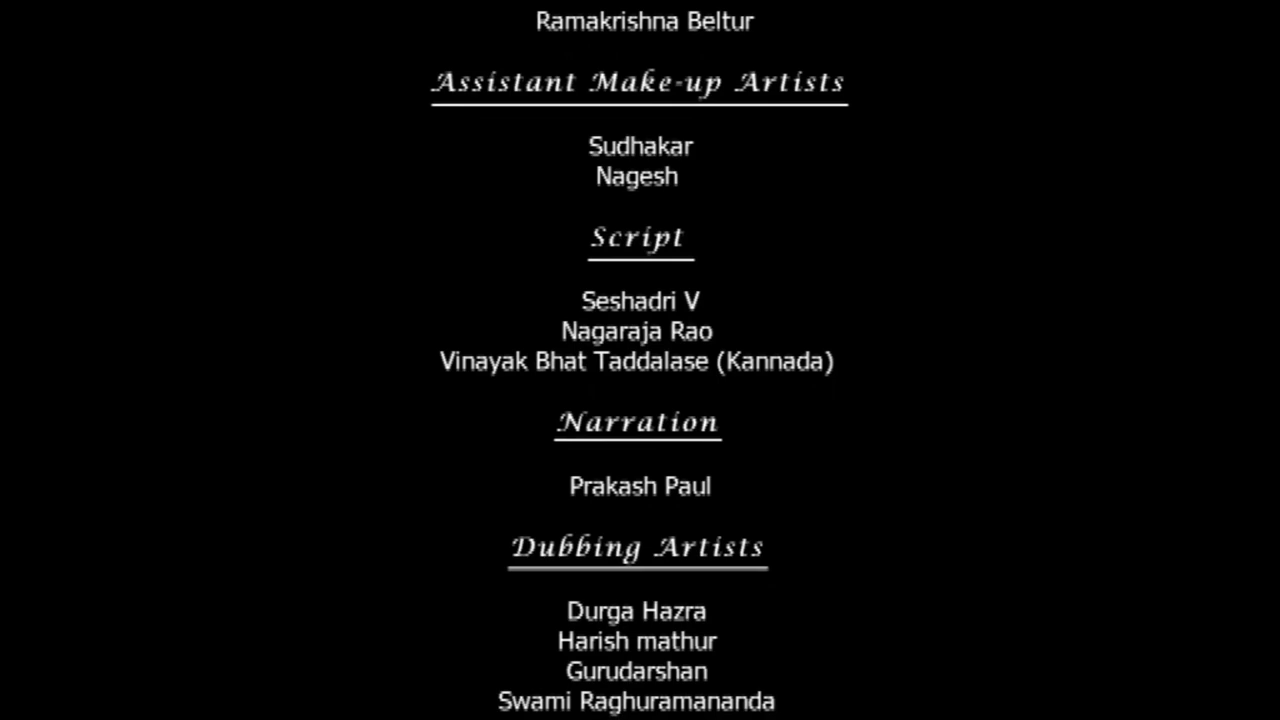 Ramakrishna Beltur
Assistant Make-up Artists
Sudhakar
Nagesh
Script
Seshadri V
Nagaraja Rao
Vinayak Bhat Taddalase (Kannada)
Narration
Prakash Paul
Dubbing Artists
Durga Hazra
Harish mathur
Gurudarshan
Swami Raghuramananda